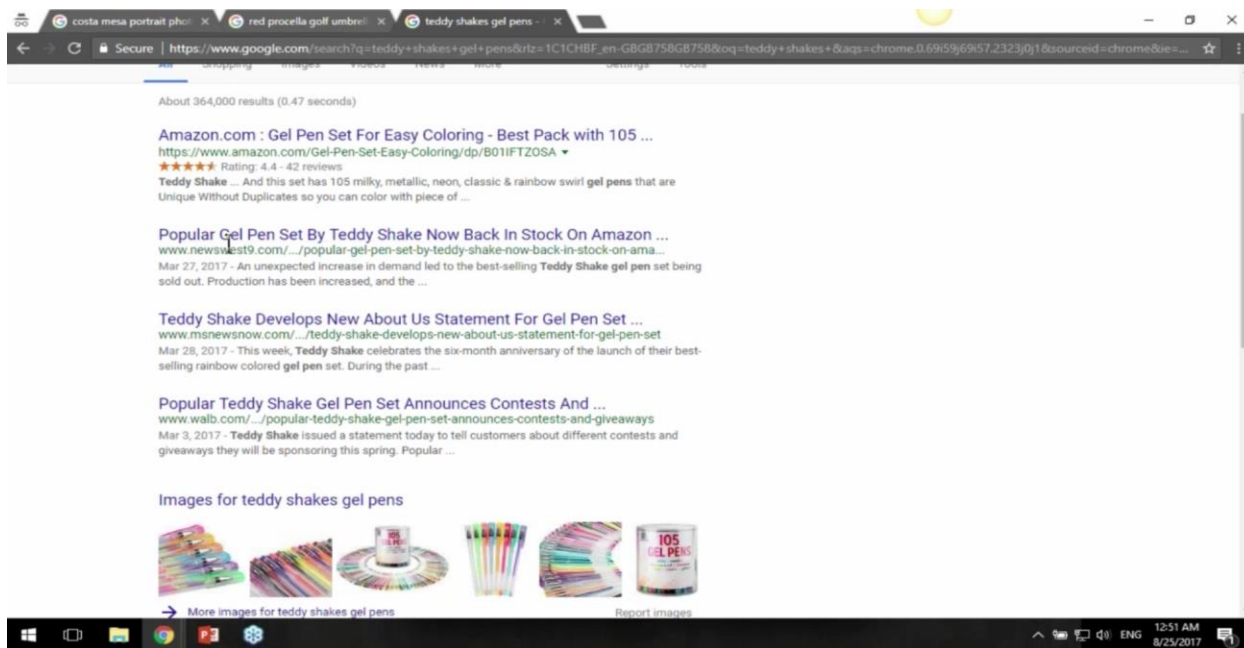 costa mesa portrait phot
red procella golf umbrell
teddy shakes gel pens -
Secure | https://www.google.com/search?q=teddy+shakes+gel+pens&rlz=1C1CHBF_en-GBGB758GB758&oq=teddy+shakes+&aqs=chrome.0.69i59j69i57.2323j0j1&sourceid=chrome&ie=...
All Shopping Images Videos News More Settings Tools
About 364,000 results (0.47 seconds)
Amazon.com : Gel Pen Set For Easy Coloring - Best Pack with 105 ...
https://www.amazon.com/Gel-Pen-Set-Easy-Coloring/dp/B01IFTZOSA
Rating: 4.4 - 42 reviews
Teddy Shake ... And this set has 105 milky, metallic, neon, classic & rainbow swirl gel pens that are
Unique Without Duplicates so you can color with piece of ...
Popular Gel Pen Set By Teddy Shake Now Back In Stock On Amazon ...
www.newswest9.com/.../popular-gel-pen-set-by-teddy-shake-now-back-in-stock-on-ama...
Mar 27, 2017 - An unexpected increase in demand led to the best-selling Teddy Shake gel pen set being
sold out. Production has been increased, and the ...
Teddy Shake Develops New About Us Statement For Gel Pen Set ...
www.msnewsnow.com/.../teddy-shake-develops-new-about-us-statement-for-gel-pen-set
Mar 28, 2017 - This week, Teddy Shake celebrates the six-month anniversary of the launch of their best-
selling rainbow colored gel pen set. During the past ...
Popular Teddy Shake Gel Pen Set Announces Contests And ...
www.walb.com/.../popular-teddy-shake-gel-pen-set-announces-contests-and-giveaways
Mar 3, 2017 - Teddy Shake issued a statement today to tell customers about different contests and
giveaways they will be sponsoring this spring. Popular ...
Images for teddy shakes gel pens
105
GEL PENS
More images for teddy shakes gel pens
Report images
ENG
12:51 AM
8/25/2017